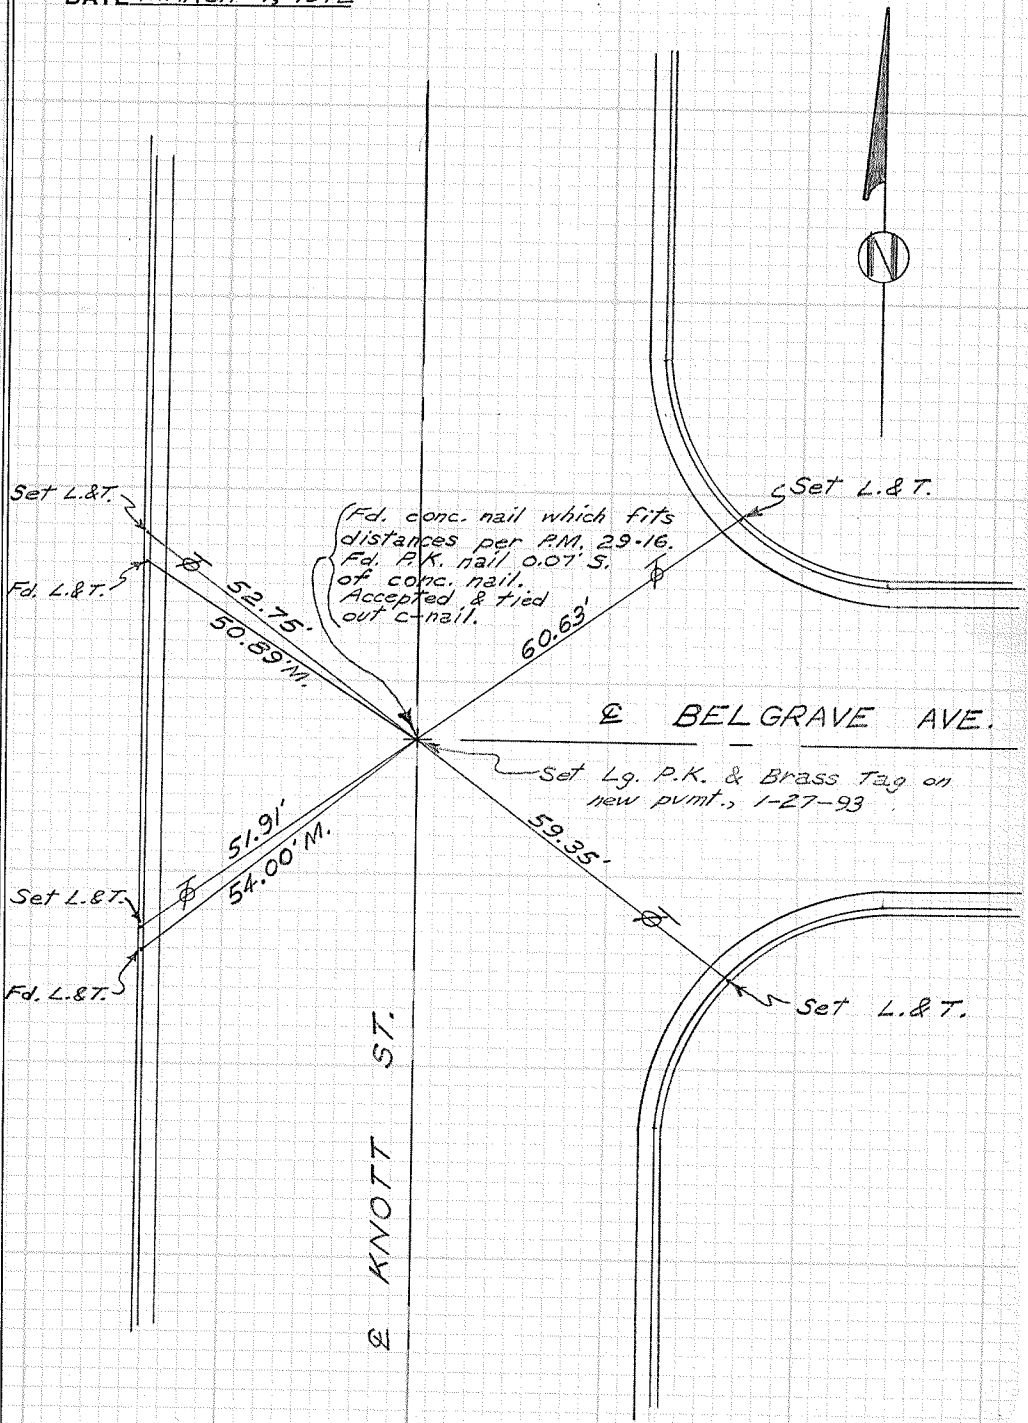 DATE
N
Set L.&T.
Set L.&T.
Fd. conc. nail which fits
distances per P.M. 29-16.
Fd. P.K. nail 0.07' S.
of conc. nail.
Accepted & tied
out c-nail.
Fd. L.&T.
52.75'
50.89'M.
60.63'
℄ BELGRAVE AVE.
Set Lg. P.K. & Brass Tag on
new pvmt., 1-27-93
51.91'
54.00'M.
59.35'
Set L.&T.
Fd. L.&T.
Set L.&T.
℄ KNOTT ST.